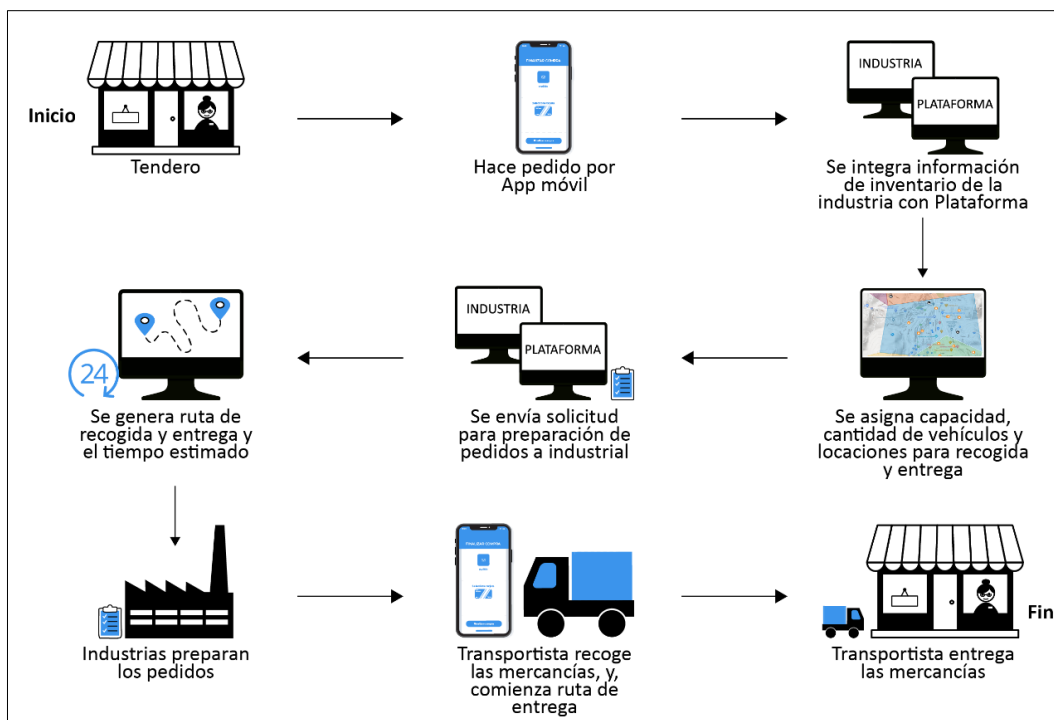 INDUSTRIA
PLATAFORMA
Inicio
Tendero
Hace pedido por
App móvil
Se integra información
de inventario de la
industria con Plataforma
24
Se genera ruta de
recogida y entrega y
el tiempo estimado
INDUSTRIA
PLATAFORMA
Se envía solicitud
para preparación de
pedidos a industrial
Se asigna capacidad,
cantidad de vehículos y
locaciones para recogida
y entrega
Industrias preparan
los pedidos
FINALIZAR COMPRA
Transportista recoge
las mercancías, y,
comienza ruta de
entrega
Fin
Transportista entrega
las mercancías